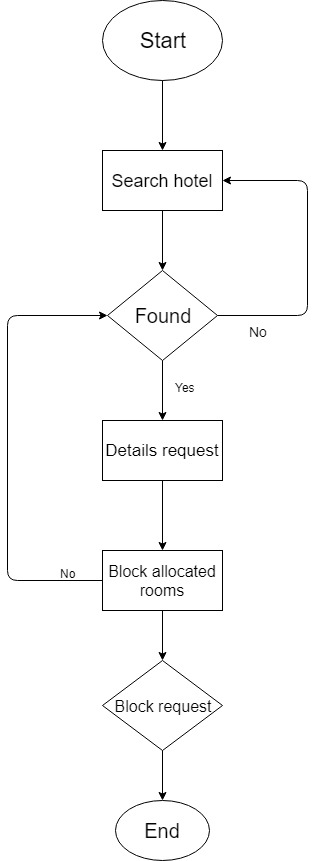 Start
Search hotel
Found
No
Yes
Details request
No
Block allocated
rooms
Block request
End